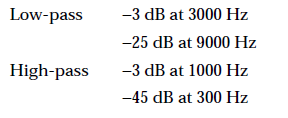 Low-pass –3 dB at 3000 Hz
–25 dB at 9000 Hz
High-pass –3 dB at 1000 Hz
–45 dB at 300 Hz